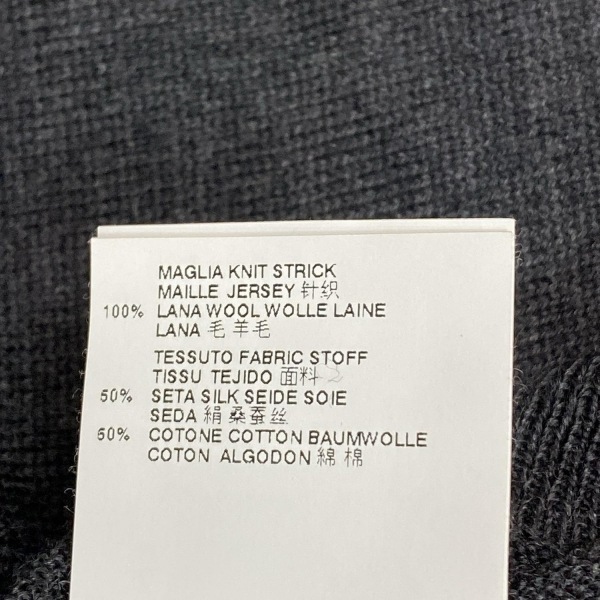 MAGLIA KNIT STRICK
MAILLE JERSEY 针织
100% LANA WOOL WOLLE LAINE
LANA 毛 羊毛
TESSUTO FABRIC STOFF
TISSU TEJIDO 面料
50% SETA SILK SEIDE SOIE
SEDA 絹 桑蚕丝
50% COTONE COTTON BAUMWOLLE
COTON ALGODON 綿 棉